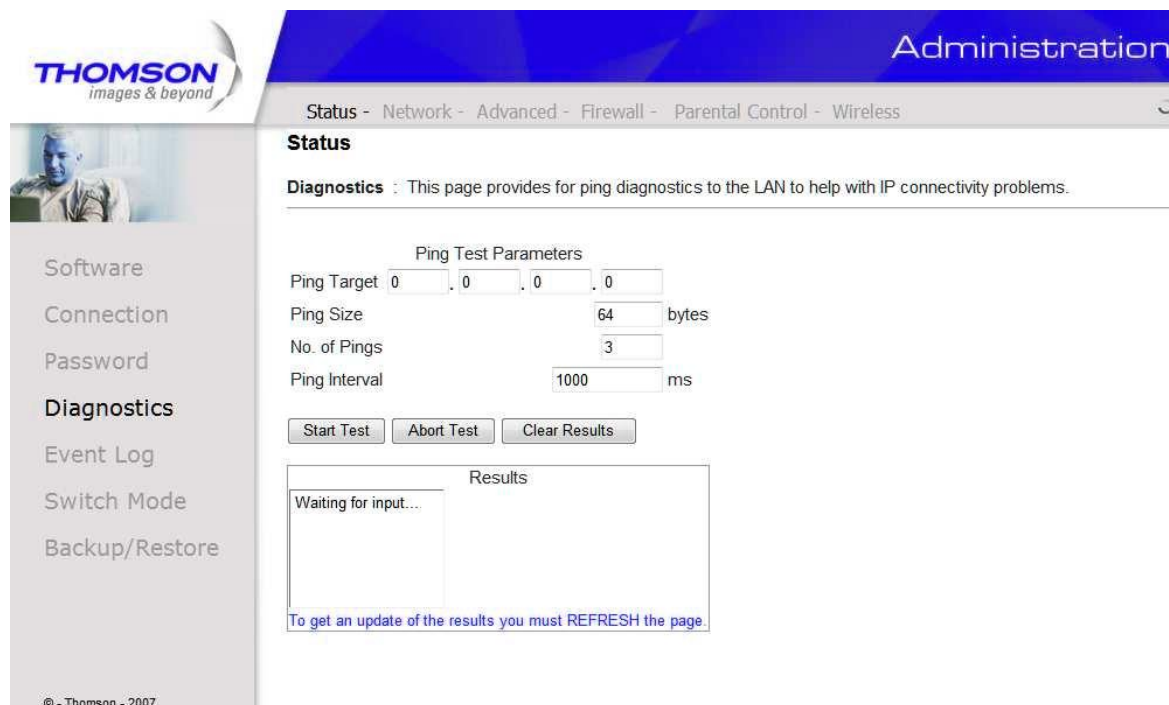 THOMSON
images & beyond
Administration
Status - Network - Advanced - Firewall - Parental Control - Wireless
Status
Diagnostics : This page provides for ping diagnostics to the LAN to help with IP connectivity problems.
Software
Connection
Password
Diagnostics
Event Log
Switch Mode
Backup/Restore
© - Thomson - 2007
Ping Test Parameters
Ping Target 0 . 0 . 0 . 0
Ping Size 64 bytes
No. of Pings 3
Ping Interval 1000 ms
Start Test Abort Test Clear Results
Results
Waiting for input...
To get an update of the results you must REFRESH the page.